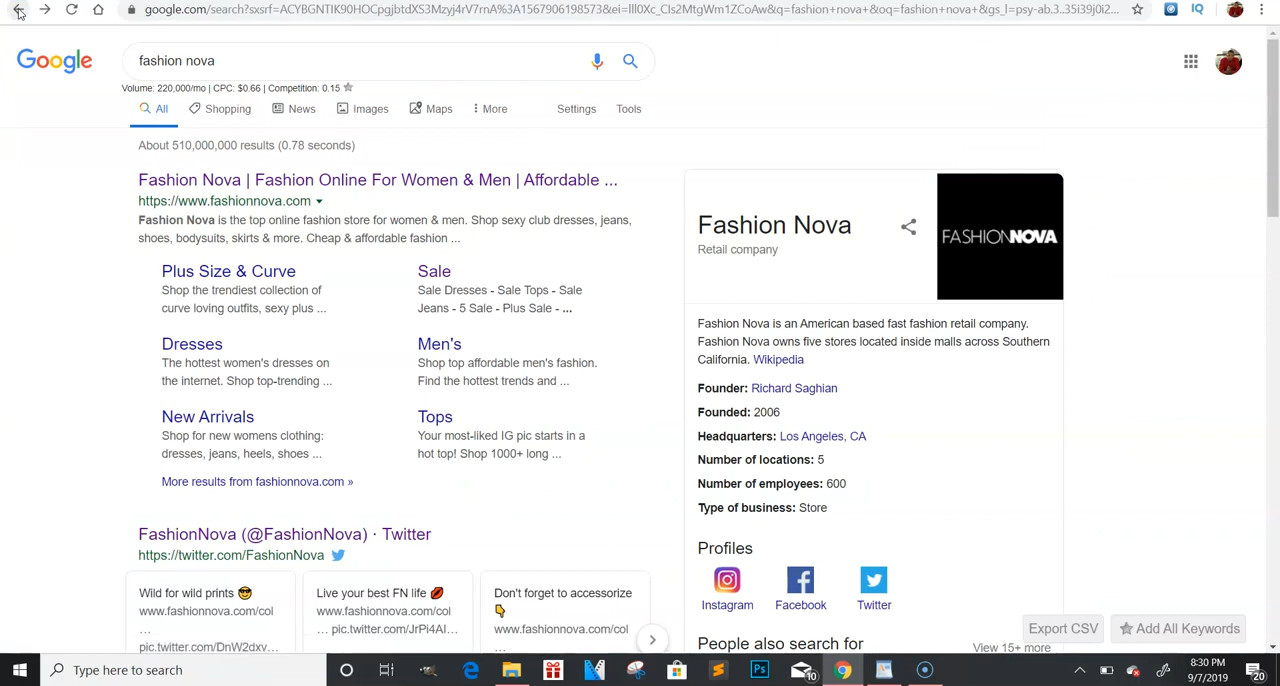 google.com/search?sxsrf=ACYBGNTIK90HOCpgjbtdXS3Mzyj4rV7rnA%3A1567906198573&ei=lll0Xc_CIs2MtgWm1ZCoAw&q=fashion+nova+&oq=fashion+nova+&gs_l=psy-ab.3..35i39j0i2...
IQ
Google
fashion nova
Volume: 220,000/mo | CPC: $0.66 | Competition: 0.15
All
Shopping
News
Images
Maps
More
Settings
Tools
About 510,000,000 results (0.78 seconds)
Fashion Nova | Fashion Online For Women & Men | Affordable ...
https://www.fashionnova.com
Fashion Nova is the top online fashion store for women & men. Shop sexy club dresses, jeans,
shoes, bodysuits, skirts & more. Cheap & affordable fashion ...
Plus Size & Curve
Shop the trendiest collection of
curve loving outfits, sexy plus ...
Sale
Sale Dresses - Sale Tops - Sale
Jeans - 5 Sale - Plus Sale - ...
Dresses
The hottest women's dresses on
the internet. Shop top-trending ...
Men's
Shop top affordable men's fashion.
Find the hottest trends and ...
New Arrivals
Shop for new womens clothing:
dresses, jeans, heels, shoes ...
Tops
Your most-liked IG pic starts in a
hot top! Shop 1000+ long ...
More results from fashionnova.com »
FashionNova (@FashionNova) · Twitter
https://twitter.com/FashionNova
Wild for wild prints 😎
www.fashionnova.com/col
...
pic.twitter.com/DnW2dxv...
Live your best FN life 💋
www.fashionnova.com/col
... pic.twitter.com/JrPi4Al...
Don't forget to accessorize
👇
www.fashionnova.com/col
Fashion Nova
Retail company
FASHIONNOVA
Fashion Nova is an American based fast fashion retail company.
Fashion Nova owns five stores located inside malls across Southern
California. Wikipedia
Founder: Richard Saghian
Founded: 2006
Headquarters: Los Angeles, CA
Number of locations: 5
Number of employees: 600
Type of business: Store
Profiles
Instagram
Facebook
Twitter
People also search for
View 15+ more
Export CSV
Add All Keywords
Type here to search
Ps
10
8:30 PM
9/7/2019
20